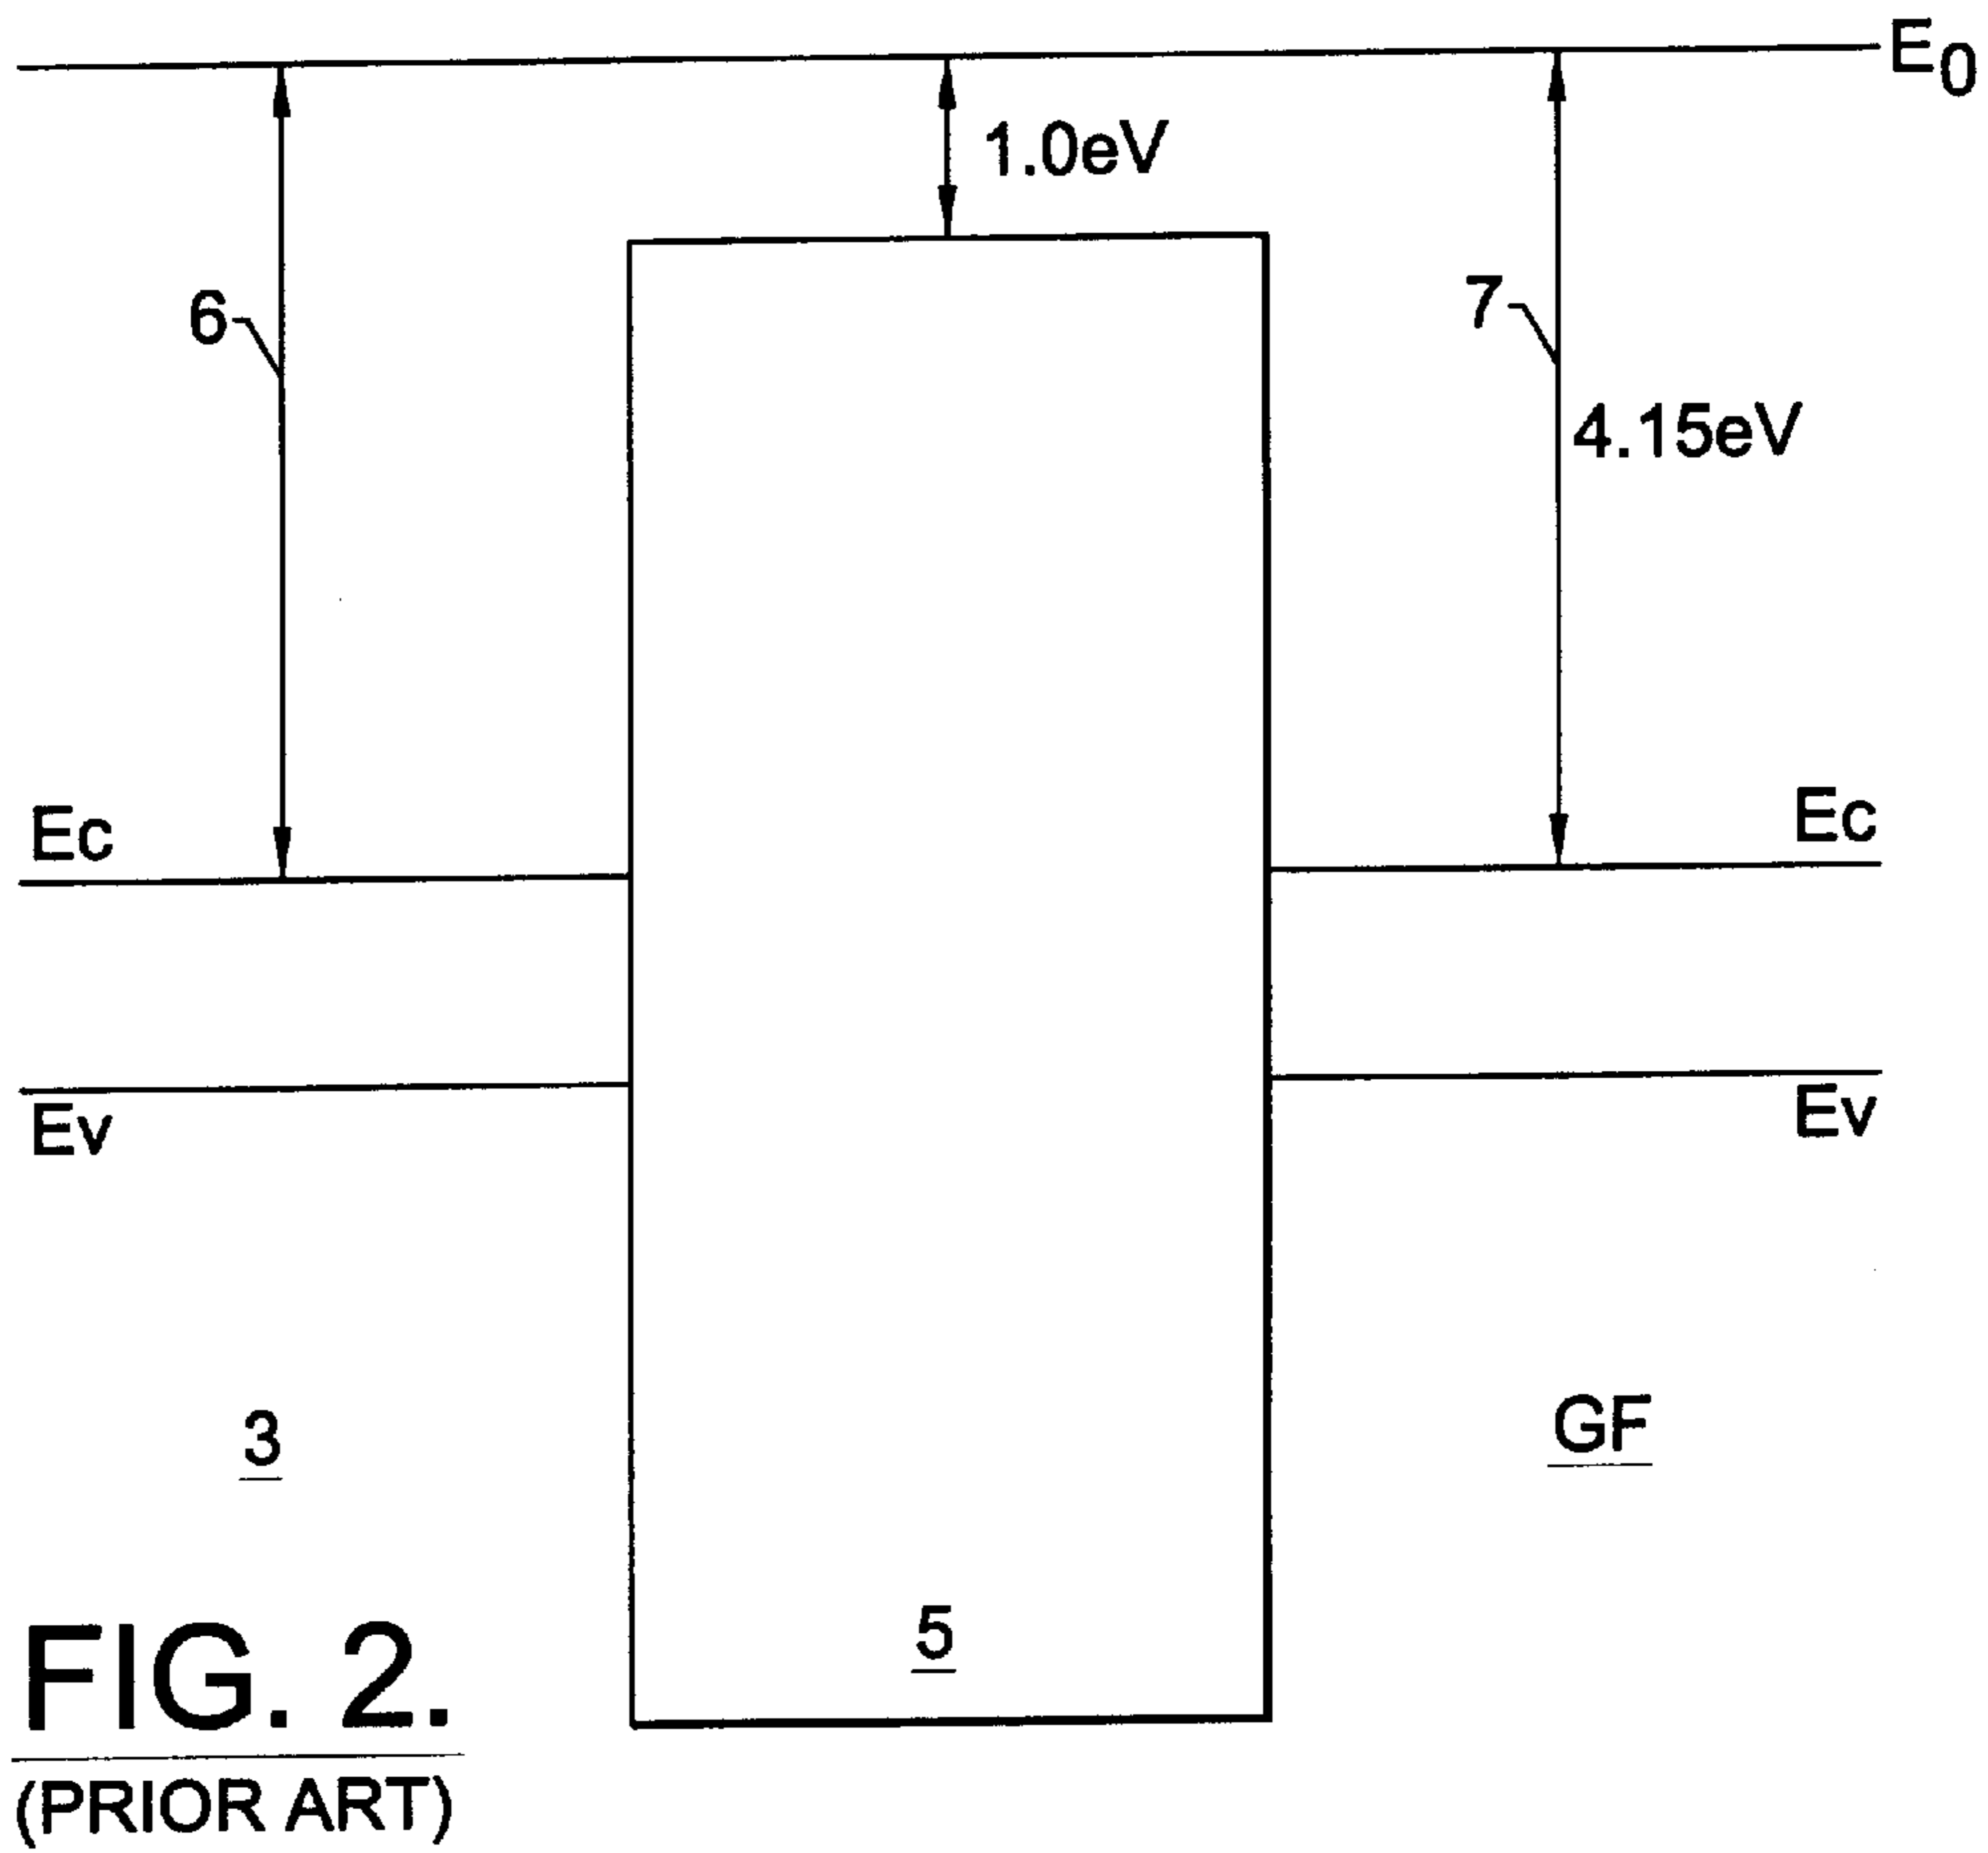 E0
1.0eV
6
7
4.15eV
Ec
Ec
Ev
Ev
3
GF
5
FIG. 2.
(PRIOR ART)